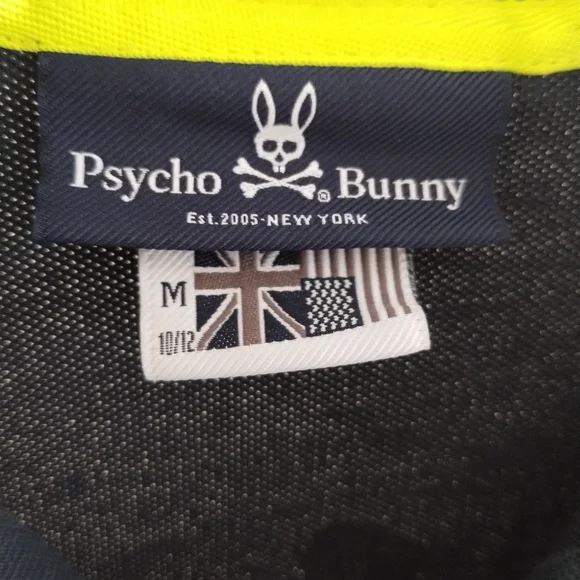 Psycho Bunny
®
Est. 2005-NEW YORK
M
10/12